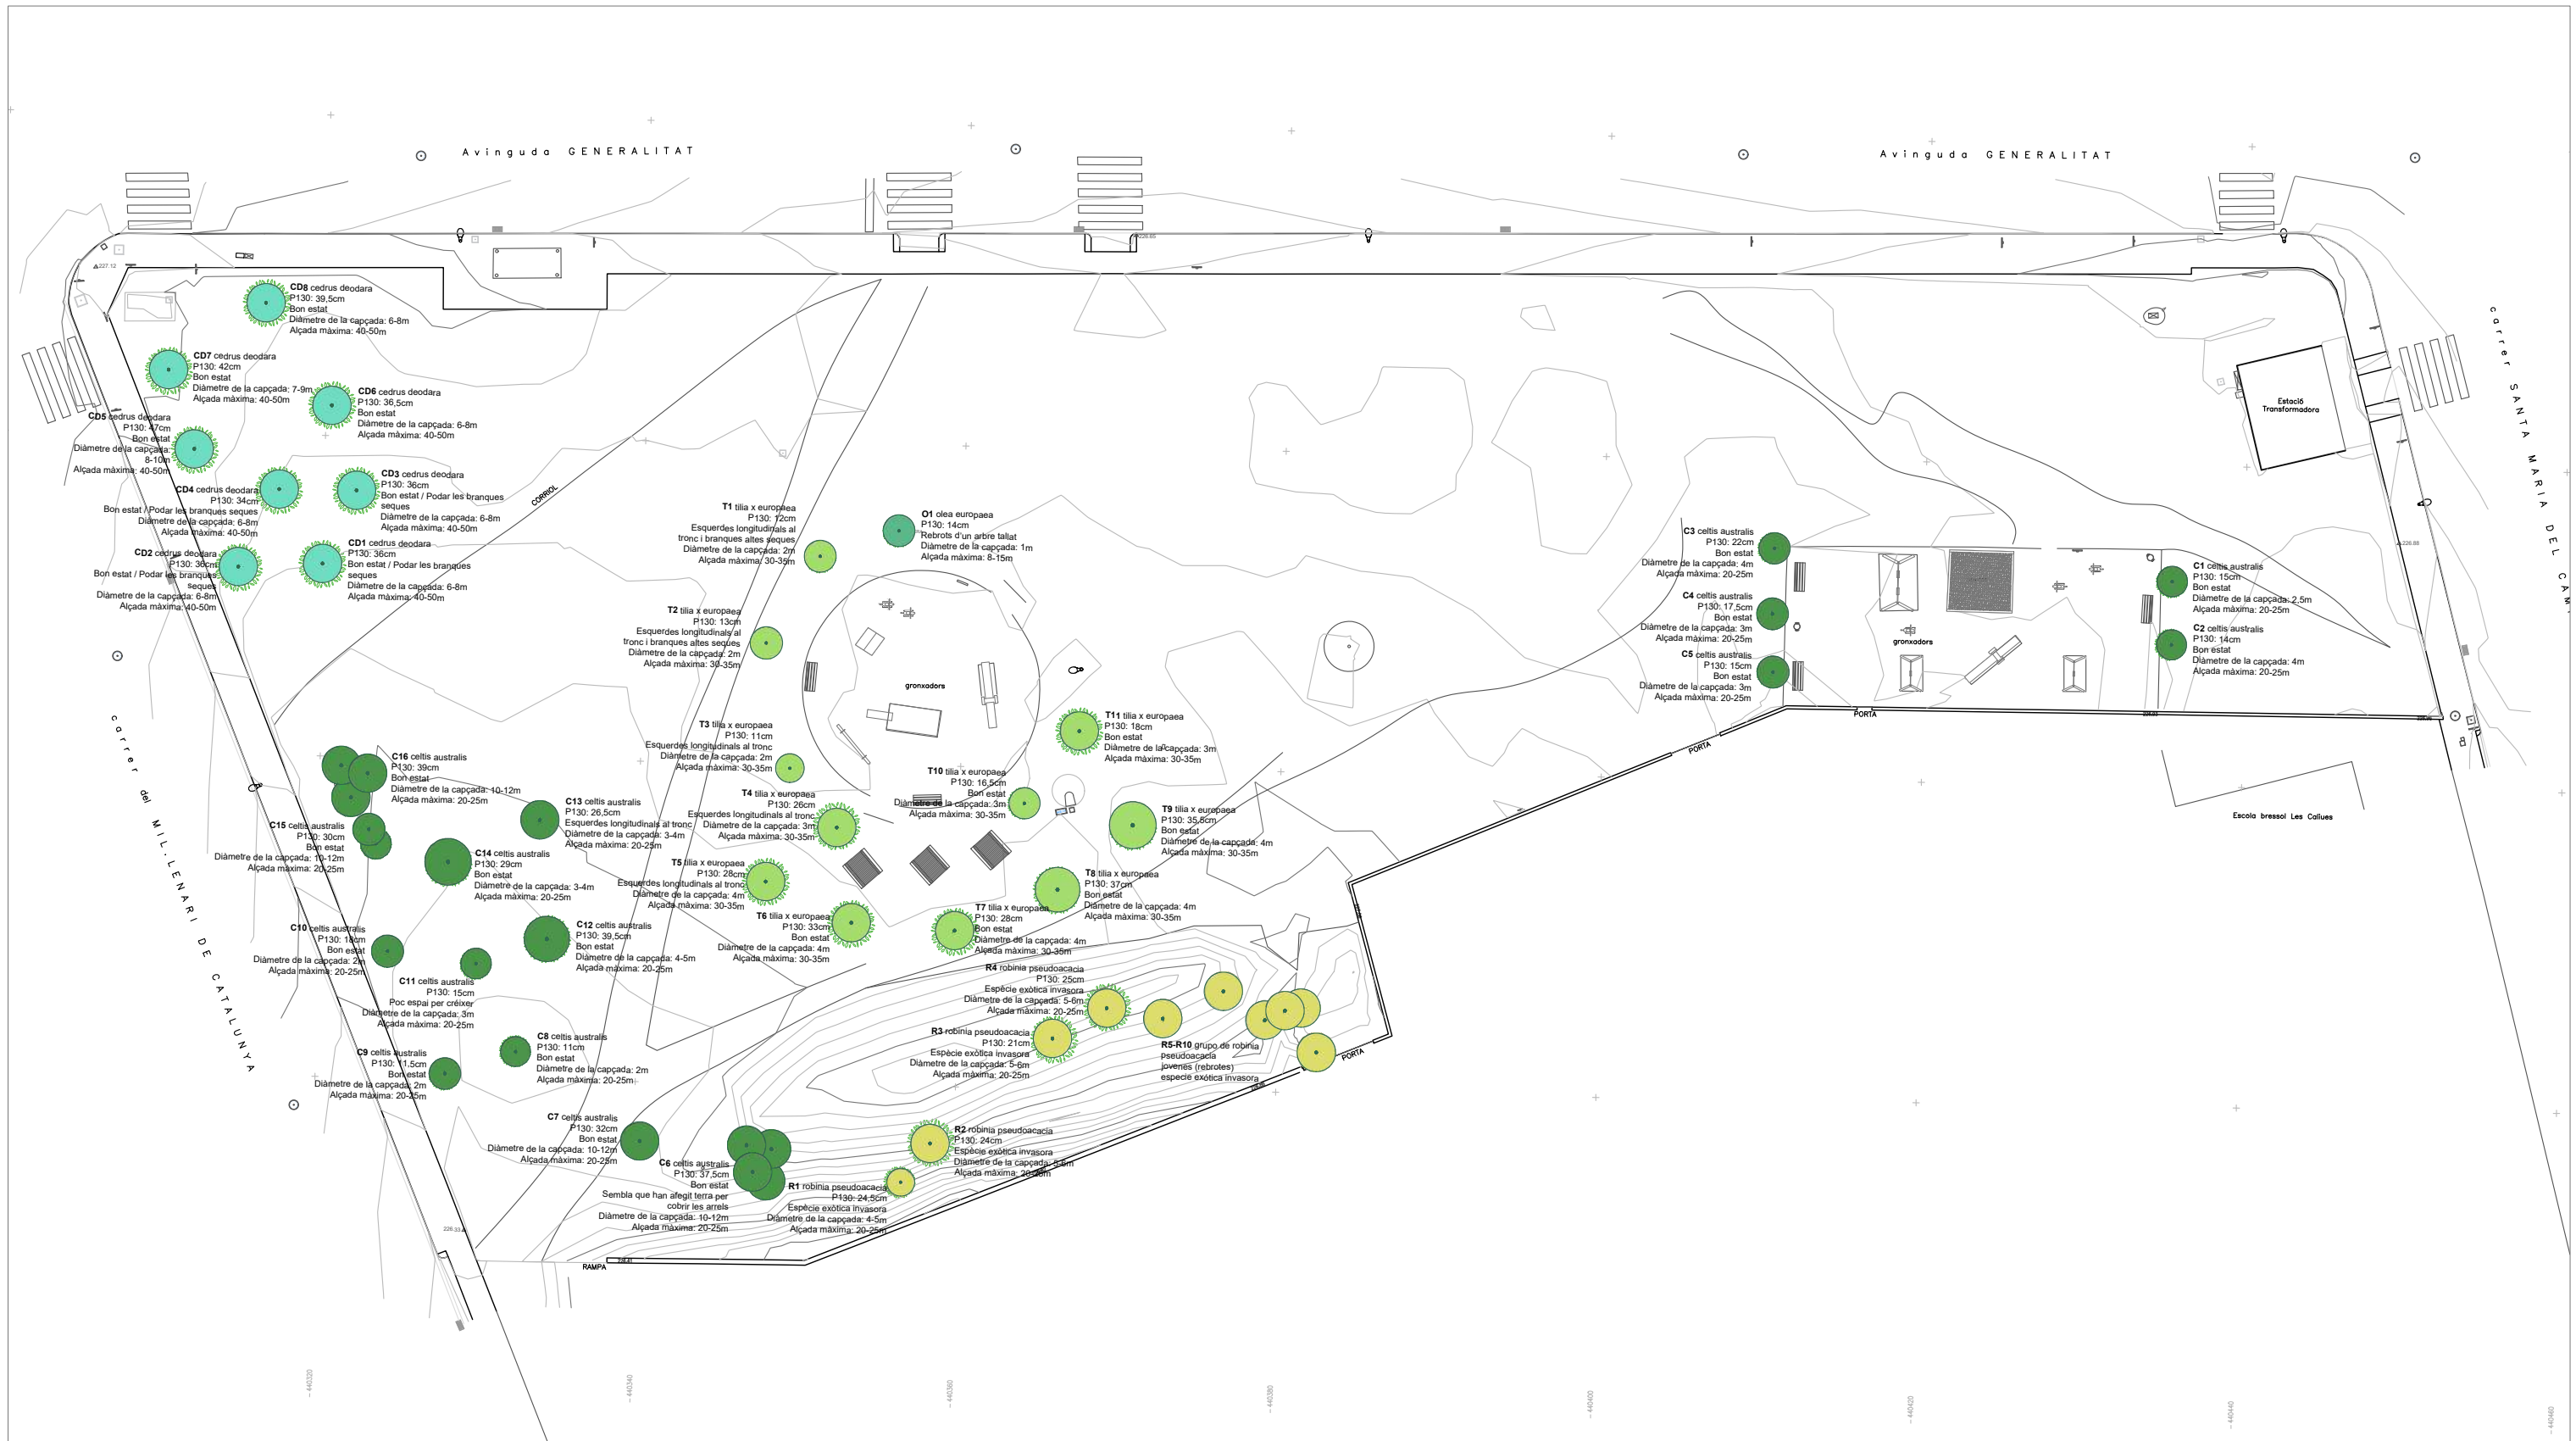 Avinguda GENERALITAT
Avinguda GENERALITAT
226.65
227.12
CD8 cedrus deodara
P130: 39,5cm
Bon estat
Diàmetre de la capçada: 6-8m
Alçada màxima: 40-50m
CD7 cedrus deodara
P130: 42cm
Bon estat
Diàmetre de la capçada: 7-9m
Alçada màxima: 40-50m
CD6 cedrus deodara
P130: 36,5cm
Bon estat
Diàmetre de la capçada: 6-8m
Alçada màxima: 40-50m
CD5 cedrus deodara
P130: 47cm
Bon estat
Diàmetre de la capçada:
8-10m
Alçada màxima: 40-50m
CD4 cedrus deodara
P130: 34cm
Bon estat / Podar les branques seques
Diàmetre de la capçada: 6-8m
Alçada màxima: 40-50m
CD3 cedrus deodara
P130: 36cm
Bon estat / Podar les branques
seques
Diàmetre de la capçada: 6-8m
Alçada màxima: 40-50m
CD2 cedrus deodara
P130: 36cm
Bon estat / Podar les branques
seques
Diàmetre de la capçada: 6-8m
Alçada màxima: 40-50m
CD1 cedrus deodara
P130: 36cm
Bon estat / Podar les branques
seques
Diàmetre de la capçada: 6-8m
Alçada màxima: 40-50m
CORRIOL
T1 tilia x europaea
P130: 12cm
Esquerdes longitudinals al
tronc i branques altes seques
Diàmetre de la capçada: 2m
Alçada màxima: 30-35m
O1 olea europaea
P130: 14cm
Rebrots d'un arbre tallat
Diàmetre de la capçada: 1m
Alçada màxima: 8-15m
T2 tilia x europaea
P130: 13cm
Esquerdes longitudinals al
tronc i branques altes seques
Diàmetre de la capçada: 2m
Alçada màxima: 30-35m
gronxadors
T3 tilia x europaea
P130: 11cm
Esquerdes longitudinals al tronc
Diàmetre de la capçada: 2m
Alçada màxima: 30-35m
T11 tilia x europaea
P130: 18cm
Bon estat
Diàmetre de la capçada: 3m
Alçada màxima: 30-35m
T10 tilia x europaea
P130: 16,5cm
Bon estat
Diàmetre de la capçada: 3m
Alçada màxima: 30-35m
T4 tilia x europaea
P130: 26cm
Esquerdes longitudinals al tronc
Diàmetre de la capçada: 3m
Alçada màxima: 30-35m
T9 tilia x europaea
P130: 35,5cm
Bon estat
Diàmetre de la capçada: 4m
Alçada màxima: 30-35m
T5 tilia x europaea
P130: 28cm
Esquerdes longitudinals al tronc
Diàmetre de la capçada: 4m
Alçada màxima: 30-35m
T8 tilia x europaea
P130: 37cm
Bon estat
Diàmetre de la capçada: 4m
Alçada màxima: 30-35m
T6 tilia x europaea
P130: 33cm
Bon estat
Diàmetre de la capçada: 4m
Alçada màxima: 30-35m
T7 tilia x europaea
P130: 28cm
Bon estat
Diàmetre de la capçada: 4m
Alçada màxima: 30-35m
C3 celtis australis
P130: 22cm
Bon estat
Diàmetre de la capçada: 4m
Alçada màxima: 20-25m
C4 celtis australis
P130: 17,5cm
Bon estat
Diàmetre de la capçada: 3m
Alçada màxima: 20-25m
C5 celtis australis
P130: 15cm
Bon estat
Diàmetre de la capçada: 3m
Alçada màxima: 20-25m
gronxadors
C1 celtis australis
P130: 15cm
Bon estat
Diàmetre de la capçada: 2,5m
Alçada màxima: 20-25m
C2 celtis australis
P130: 14cm
Bon estat
Diàmetre de la capçada: 4m
Alçada màxima: 20-25m
Estació
Transformadora
226.88
carrer SANTA MARIA DEL CAMÍ
PORTA
PORTA
Escola bressol Les Caliues
carrer del MIL.LENARI DE CATALUNYA
C16 celtis australis
P130: 39cm
Bon estat
Diàmetre de la capçada: 10-12m
Alçada màxima: 20-25m
C15 celtis australis
P130: 30cm
Bon estat
Diàmetre de la capçada: 10-12m
Alçada màxima: 20-25m
C13 celtis australis
P130: 26,5cm
Esquerdes longitudinals al tronc
Diàmetre de la capçada: 3-4m
Alçada màxima: 20-25m
C14 celtis australis
P130: 29cm
Bon estat
Diàmetre de la capçada: 3-4m
Alçada màxima: 20-25m
C10 celtis australis
P130: 18cm
Bon estat
Diàmetre de la capçada: 2m
Alçada màxima: 20-25m
C12 celtis australis
P130: 39,5cm
Bon estat
Diàmetre de la capçada: 4-5m
Alçada màxima: 20-25m
C11 celtis australis
P130: 15cm
Poc espai per créixer
Diàmetre de la capçada: 3m
Alçada màxima: 20-25m
C8 celtis australis
P130: 11cm
Bon estat
Diàmetre de la capçada: 2m
Alçada màxima: 20-25m
C9 celtis australis
P130: 11,5cm
Bon estat
Diàmetre de la capçada: 2m
Alçada màxima: 20-25m
R4 robinia pseudoacacia
P130: 25cm
Espècie exòtica invasora
Diàmetre de la capçada: 5-6m
Alçada màxima: 20-25m
R3 robinia pseudoacacia
P130: 21cm
Espècie exòtica invasora
Diàmetre de la capçada: 5-6m
Alçada màxima: 20-25m
R5-R10 grupo de robinia
pseudoacacia
jovenes (rebrotes)
especie exótica invasora
PORTA
C7 celtis australis
P130: 32cm
Bon estat
Diàmetre de la capçada: 10-12m
Alçada màxima: 20-25m
C6 celtis australis
P130: 37,5cm
Bon estat
Sembla que han afegit terra per
cobrir les arrels
Diàmetre de la capçada: 10-12m
Alçada màxima: 20-25m
R2 robinia pseudoacacia
P130: 24cm
Espècie exòtica invasora
Diàmetre de la capçada: 5-6m
Alçada màxima: 20-25m
R1 robinia pseudoacacia
P130: 24,5cm
Espècie exòtica invasora
Diàmetre de la capçada: 4-5m
Alçada màxima: 20-25m
226.33
RAMPA
440320
440340
440360
440380
440400
440420
440440
440460